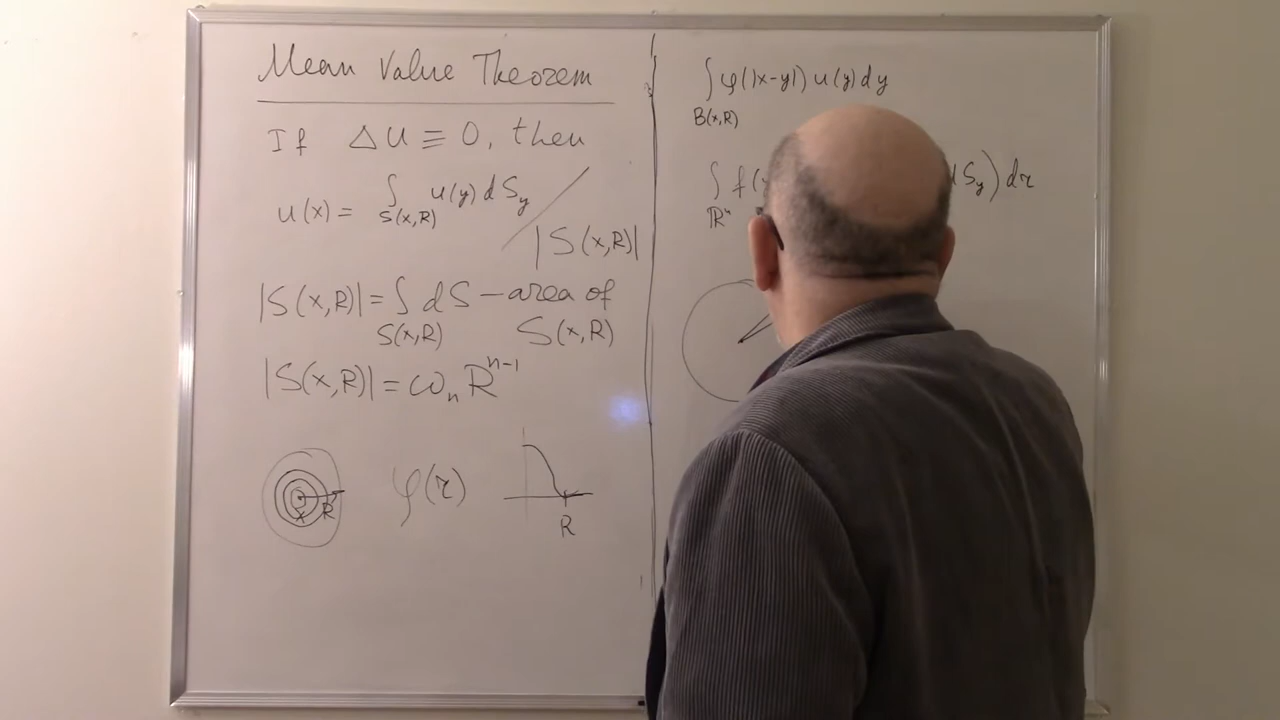 Mean Value Theorem
If Δu ≡ 0, then
u(x) = ∫ u(y) dS_y /
S(x,R)
|S(x,R)|
|S(x,R)| = ∫ dS – area of
S(x,R) S(x,R)
|S(x,R)| = ω_n R^{n-1}
x R
φ(r)
R
∫ φ(|x-y|) u(y) dy
B(x,R)
∫ f( dS_y) dr
ℝ^n